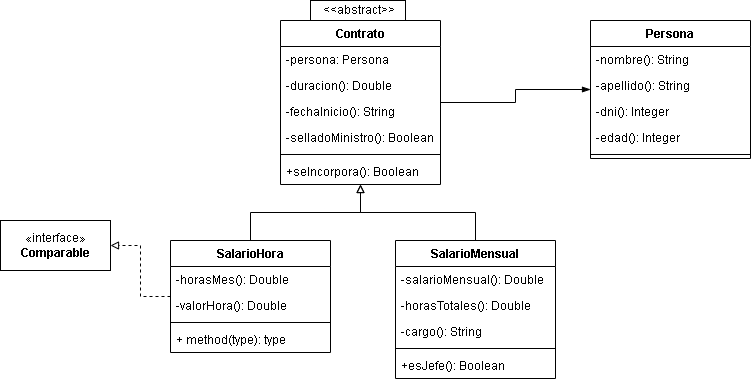 <<abstract>>
Contrato
-persona: Persona
-duracion(): Double
-fechaInicio(): String
-selladoMinistro(): Boolean
+seIncorpora(): Boolean
Persona
-nombre(): String
-apellido(): String
-dni(): Integer
-edad(): Integer
«interface»
Comparable
SalarioHora
-horasMes(): Double
-valorHora(): Double
+ method(type): type
SalarioMensual
-salarioMensual(): Double
-horasTotales(): Double
-cargo(): String
+esJefe(): Boolean